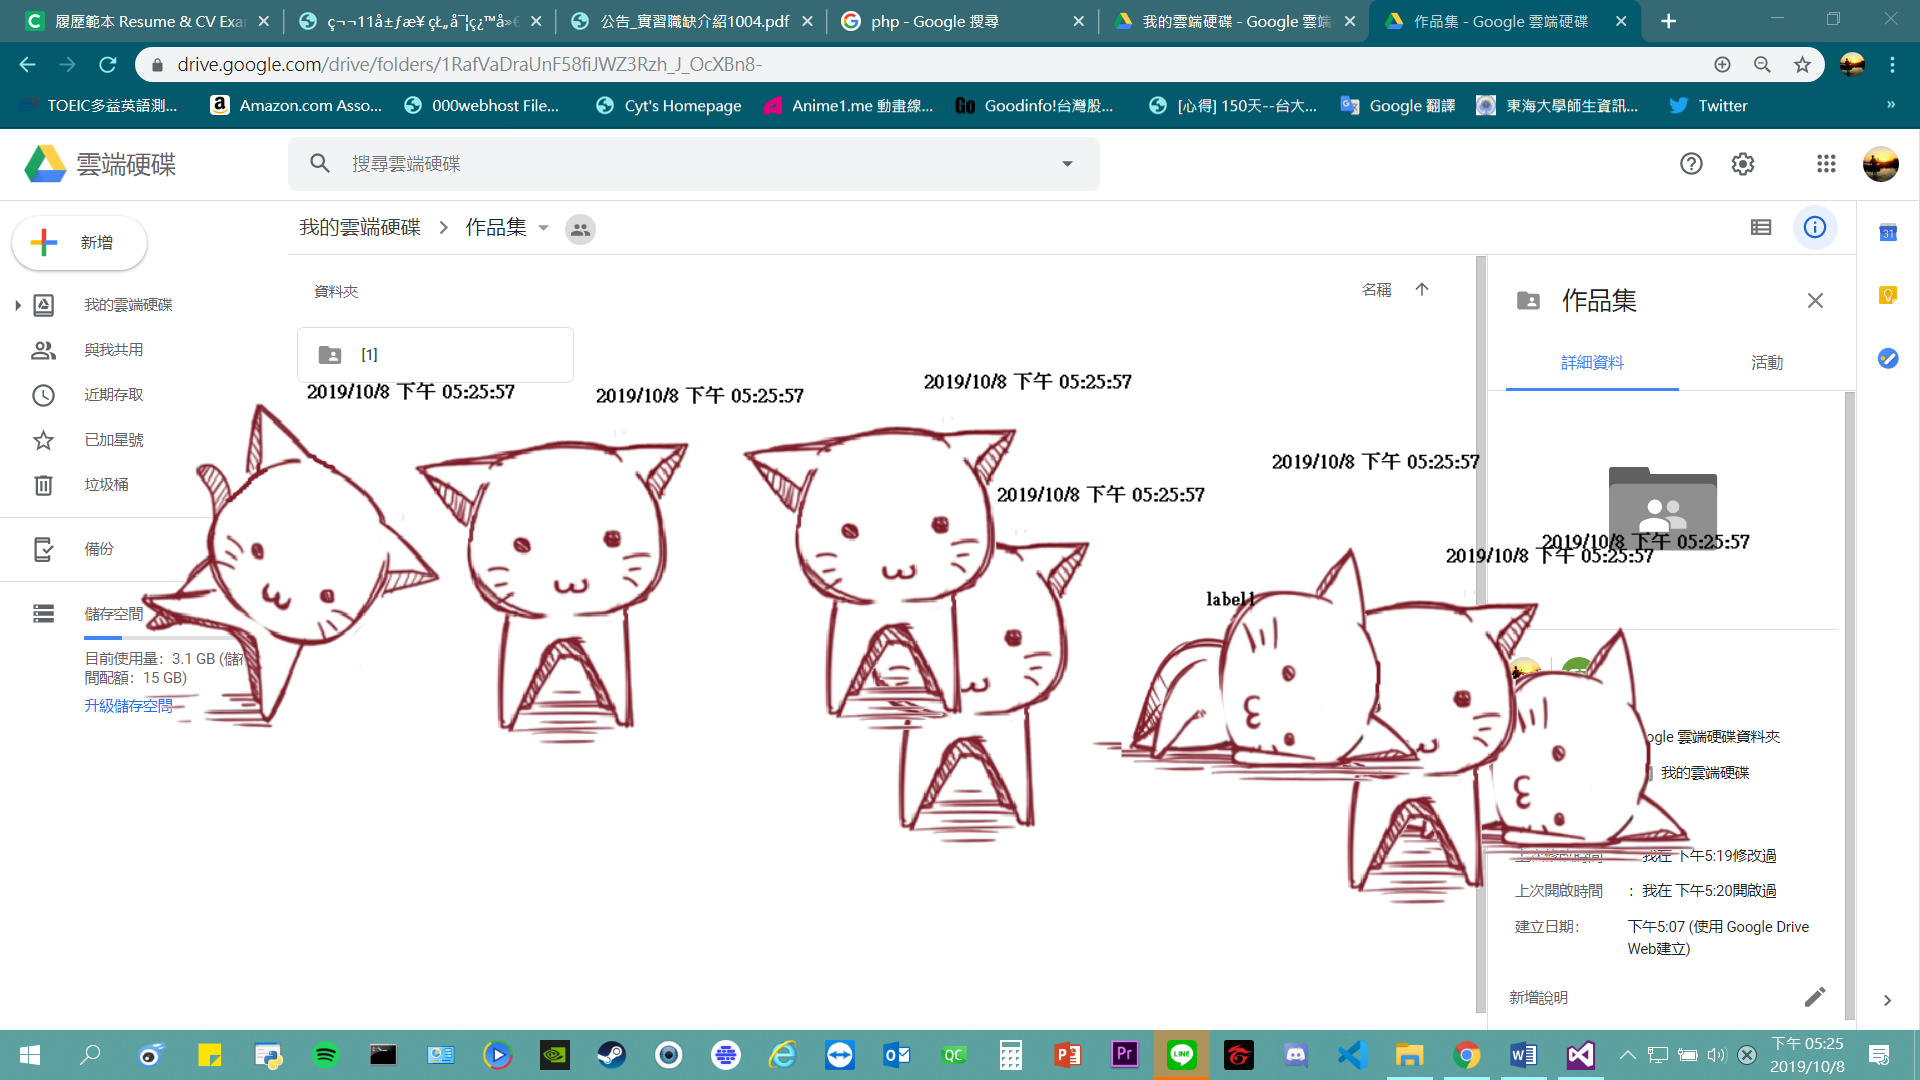 履歷範本 Resume & CV Exa
公告_實習職缺介紹1004.pdf
php - Google 搜尋
我的雲端硬碟 - Google 雲端
作品集 - Google 雲端硬碟
drive.google.com/drive/folders/1RafVaDraUnF58fiJWZ3Rzh_J_OcXBn8-
TOEIC多益英語測...
Amazon.com Asso...
000webhost File...
Cyt's Homepage
Anime1.me 動畫線...
Goodinfo!台灣股...
[心得] 150天--台大...
Google 翻譯
東海大學師生資訊...
Twitter
»
雲端硬碟
搜尋雲端硬碟
新增
我的雲端硬碟
作品集
我的雲端硬碟
與我共用
近期存取
已加星號
垃圾桶
備份
儲存空間
目前使用量：3.1 GB (儲存
間配額：15 GB)
升級儲存空間
資料夾
名稱
[1]
2019/10/8 下午 05:25:57
2019/10/8 下午 05:25:57
2019/10/8 下午 05:25:57
2019/10/8 下午 05:25:57
2019/10/8 下午 05:25:57
2019/10/8 下午 05:25:57
2019/10/8 下午 05:25:57
label1
作品集
詳細資料
活動
ogle 雲端硬碟資料夾
我的雲端硬碟
上次修改時間
我在 下午5:19修改過
上次開啟時間
： 我在 下午5:20開啟過
建立日期：
下午5:07 (使用 Google Drive
Web建立)
新增說明
31
下午 05:25
2019/10/8